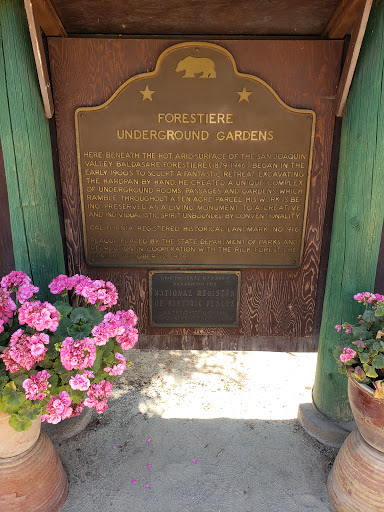 FORESTIERE
UNDERGROUND GARDENS
HERE BENEATH THE HOT ARID SURFACE OF THE SAN JOAQUIN
VALLEY BALDASARE FORESTIERE (1879-1946) BEGAN IN THE
EARLY 1900'S TO SCULPT A FANTASTIC RETREAT. EXCAVATING
THE HARDPAN BY HAND, HE CREATED A UNIQUE COMPLEX
OF UNDERGROUND ROOMS, PASSAGES AND GARDENS WHICH
RAMBLE THROUGHOUT A TEN ACRE PARCEL. HIS WORK IS BE-
ING PRESERVED AS A LIVING MONUMENT TO A CREATIVE
AND INDIVIDUALISTIC SPIRIT UNBOUNDED BY CONVENTIONALITY.
CALIFORNIA REGISTERED HISTORICAL LANDMARK NO. 916
PLAQUE PLACED BY THE STATE DEPARTMENT OF PARKS AND
RECREATION IN COOPERATION WITH THE RICK FORESTIERE
NATIONAL REGISTER
OF HISTORIC PLACES